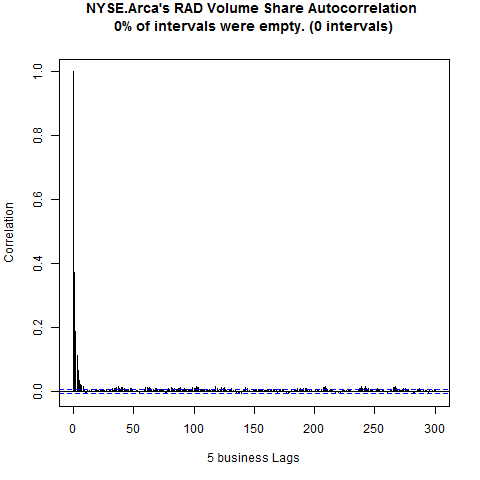 NYSE.Arca's RAD Volume Share Autocorrelation
0% of intervals were empty. (0 intervals)
1.0
0.8
0.6
0.4
0.2
0.0
Correlation
0 50 100 150 200 250 300
5 business Lags